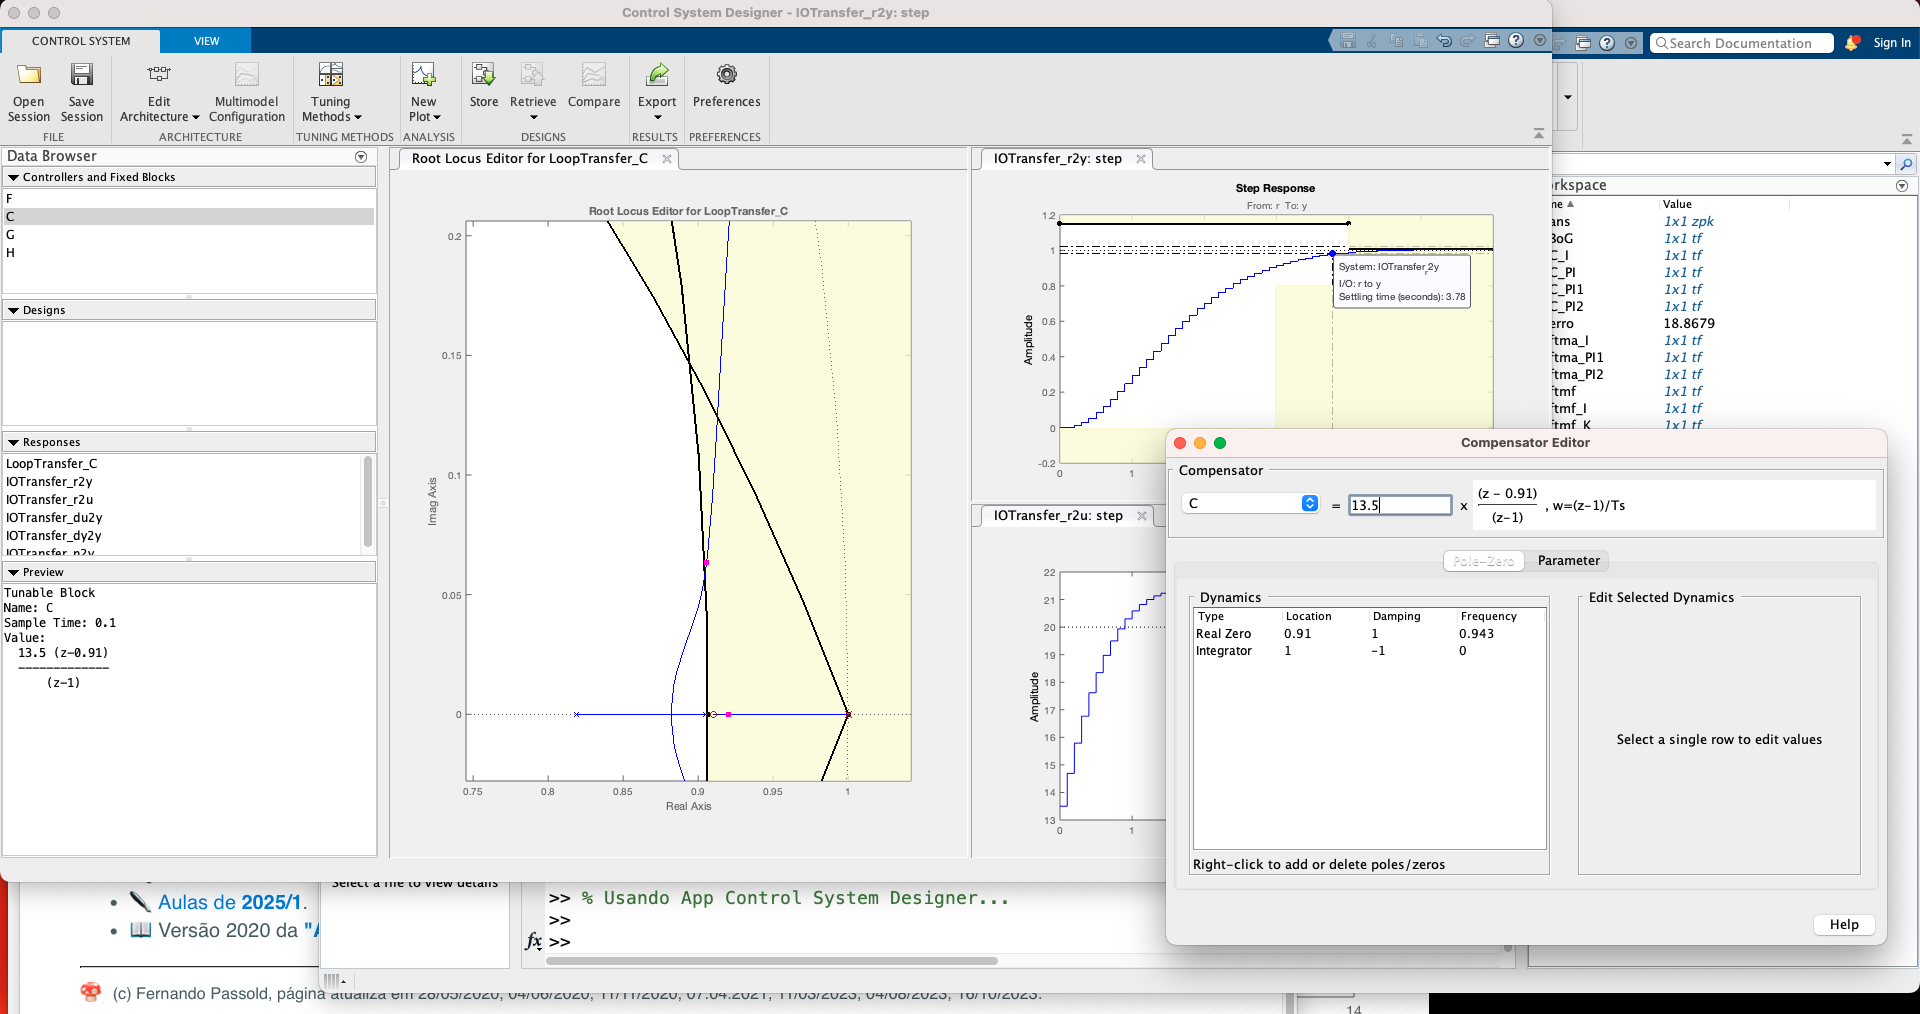 Control System Designer - IOTransfer_r2y: step
CONTROL SYSTEM
VIEW
Search Documentation
Sign In
Open Session
Save Session
Edit Architecture
Multimodel Configuration
Tuning Methods
New Plot
Store
Retrieve
Compare
Export
Preferences
FILE
ARCHITECTURE
TUNING METHODS
ANALYSIS
DESIGNS
RESULTS
PREFERENCES
Data Browser
Controllers and Fixed Blocks
F
C
G
H
Designs
Responses
LoopTransfer_C
IOTransfer_r2y
IOTransfer_r2u
IOTransfer_du2y
IOTransfer_dy2y
IOTransfer_n2y
Preview
Tunable Block
Name: C
Sample Time: 0.1
Value:
13.5 (z-0.91)
-------------
(z-1)
Root Locus Editor for LoopTransfer_C
Root Locus Editor for LoopTransfer_C
0.2
0.15
0.1
0.05
0
Imag Axis
0.75
0.8
0.85
0.9
0.95
1
Real Axis
IOTransfer_r2y: step
Step Response
From: r To: y
1.2
1
0.8
0.6
0.4
0.2
0
-0.2
Amplitude
0
1
System: IOTransfer_r2y
I/O: r to y
Settling time (seconds): 3.78
IOTransfer_r2u: step
22
21
20
19
18
17
16
15
14
13
Amplitude
0
1
rkspace
me
Value
ans
1x1 zpk
BoG
1x1 tf
C_I
1x1 tf
C_PI
1x1 tf
C_PI1
1x1 tf
C_PI2
1x1 tf
erro
18.8679
ftma_I
1x1 tf
ftma_PI1
1x1 tf
ftma_PI2
1x1 tf
ftmf
1x1 tf
ftmf_I
1x1 tf
ftmf_K
1x1 tf
Compensator Editor
Compensator
C
=
13.5
x
(z - 0.91)
(z-1)
, w=(z-1)/Ts
Pole-Zero
Parameter
Dynamics
Type Location Damping Frequency
Real Zero 0.91 1 0.943
Integrator 1 -1 0
Right-click to add or delete poles/zeros
Edit Selected Dynamics
Select a single row to edit values
Help
Select a file to view details
>> % Usando App Control System Designer...
>>
fx >>
• Aulas de 2025/1.
• Versão 2020 da "A
(c) Fernando Passold, página atualiza em 28/05/2020, 04/06/2020, 11/11/2020, 07.04.2021, 11/03/2023, 04/08/2023, 16/10/2023.
14